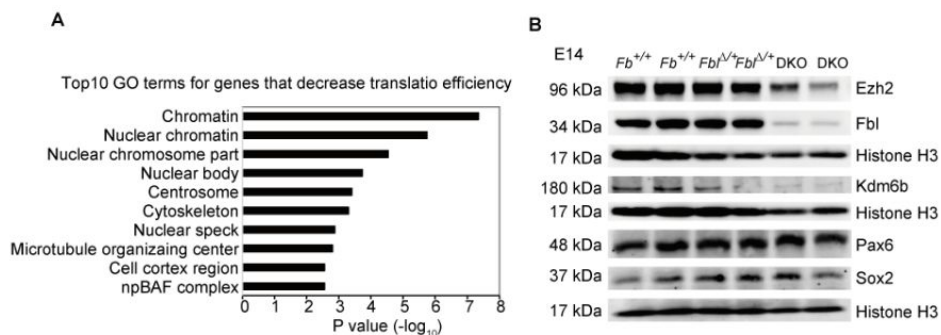 A
Top10 GO terms for genes that decrease translatio efficiency
Chromatin
Nuclear chromatin
Nuclear chromosome part
Nuclear body
Centrosome
Cytoskeleton
Nuclear speck
Microtubule organizaing center
Cell cortex region
npBAF complex
0 1 2 3 4 5 6 7 8
P value (-log10)
B
E14
Fb+/+ Fb+/+ FblΔ/+ FblΔ/+ DKO DKO
96 kDa Ezh2
34 kDa Fbl
17 kDa Histone H3
180 kDa Kdm6b
17 kDa Histone H3
48 kDa Pax6
37 kDa Sox2
17 kDa Histone H3